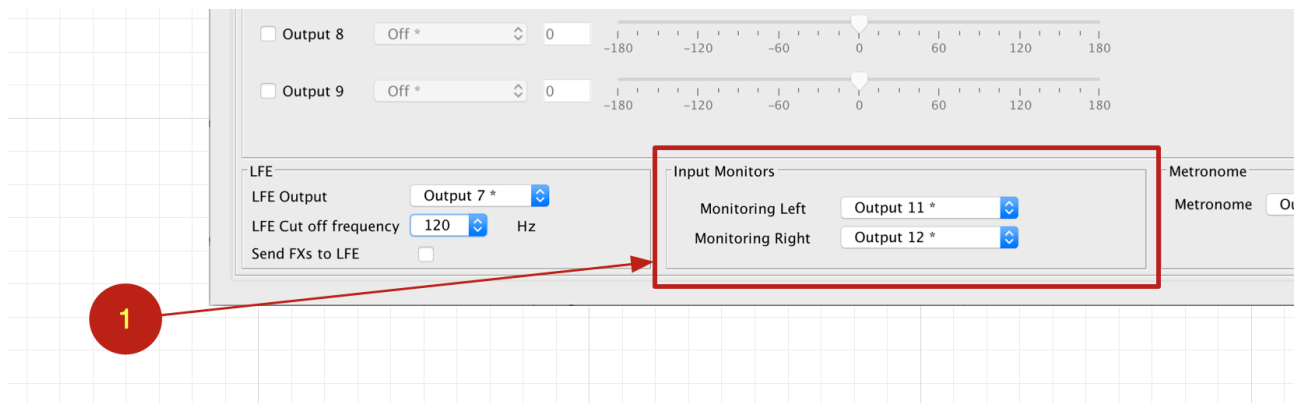 Output 8 Off * 0
-180 -120 -60 0 60 120 180
Output 9 Off * 0
-180 -120 -60 0 60 120 180
LFE
LFE Output Output 7 *
LFE Cut off frequency 120 Hz
Send FXs to LFE
Input Monitors
Monitoring Left Output 11 *
Monitoring Right Output 12 *
Metronome
Metronome
1